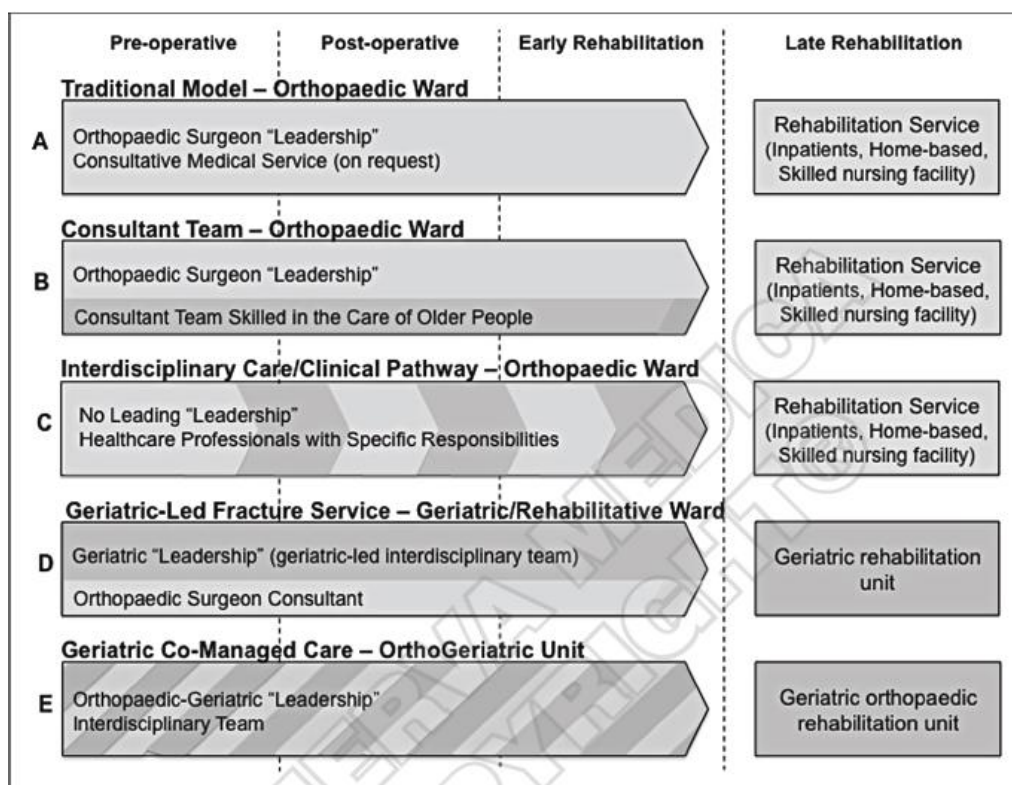 Pre-operative Post-operative Early Rehabilitation Late Rehabilitation
Traditional Model – Orthopaedic Ward
A
Orthopaedic Surgeon “Leadership”
Consultative Medical Service (on request)
Rehabilitation Service
(Inpatients, Home-based,
Skilled nursing facility)
Consultant Team – Orthopaedic Ward
B
Orthopaedic Surgeon “Leadership”
Consultant Team Skilled in the Care of Older People
Rehabilitation Service
(Inpatients, Home-based,
Skilled nursing facility)
Interdisciplinary Care/Clinical Pathway – Orthopaedic Ward
C
No Leading “Leadership”
Healthcare Professionals with Specific Responsibilities
Rehabilitation Service
(Inpatients, Home-based,
Skilled nursing facility)
Geriatric-Led Fracture Service – Geriatric/Rehabilitative Ward
D
Geriatric “Leadership” (geriatric-led interdisciplinary team)
Orthopaedic Surgeon Consultant
Geriatric rehabilitation
unit
Geriatric Co-Managed Care – OrthoGeriatric Unit
E
Orthopaedic-Geriatric “Leadership”
Interdisciplinary Team
Geriatric orthopaedic
rehabilitation unit
MEDICA